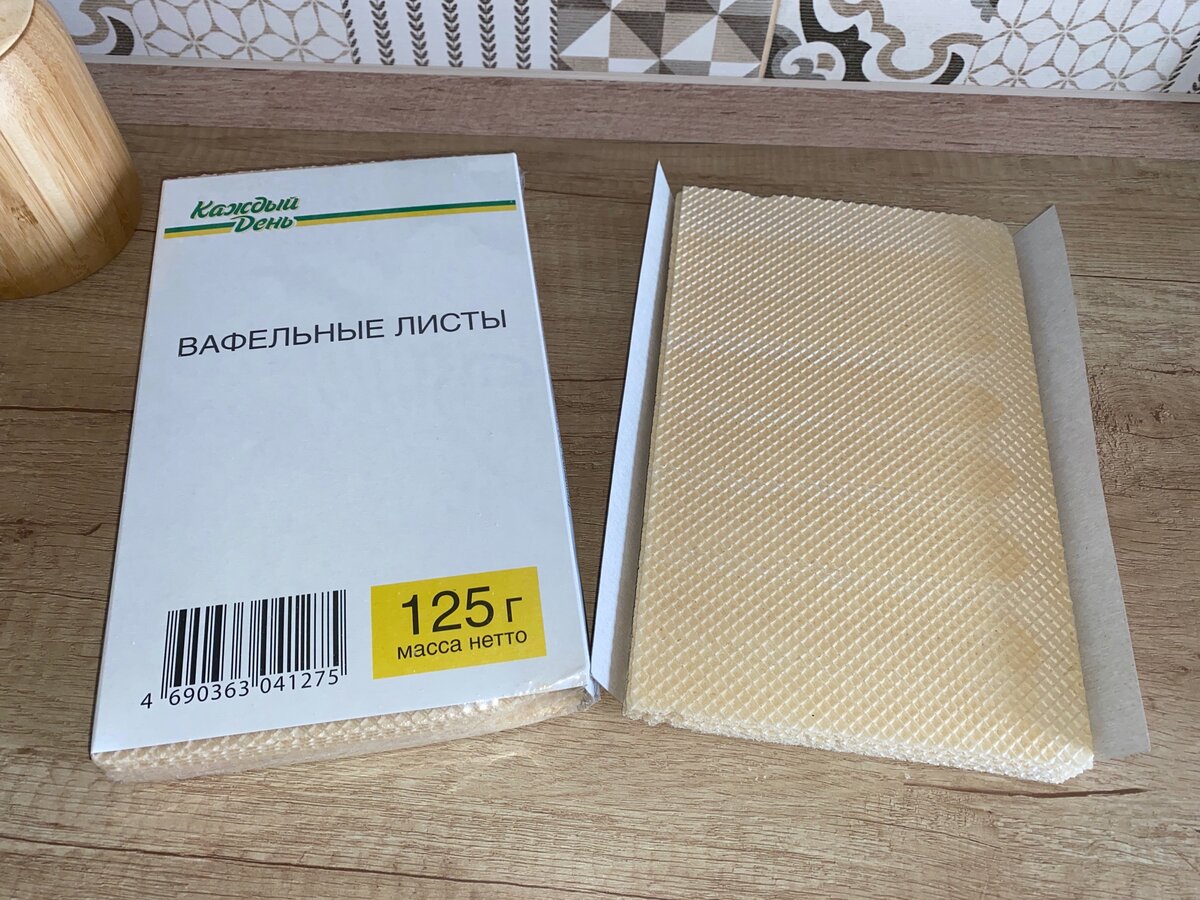 Каждый
День
ВАФЕЛЬНЫЕ ЛИСТЫ
125 г
масса нетто
4 690363 041275